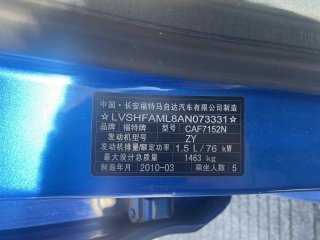 中国·长安福特马自达汽车有限公司制造
☆LVSHFAML8AN073331☆
品牌 福特牌 型号 CAF7152N
发动机型号 ZY
发动机排量/额定功率 1.5 L/76 kW
最大设计总质量 1463 kg
制造年月 2010-03 乘坐人数 5